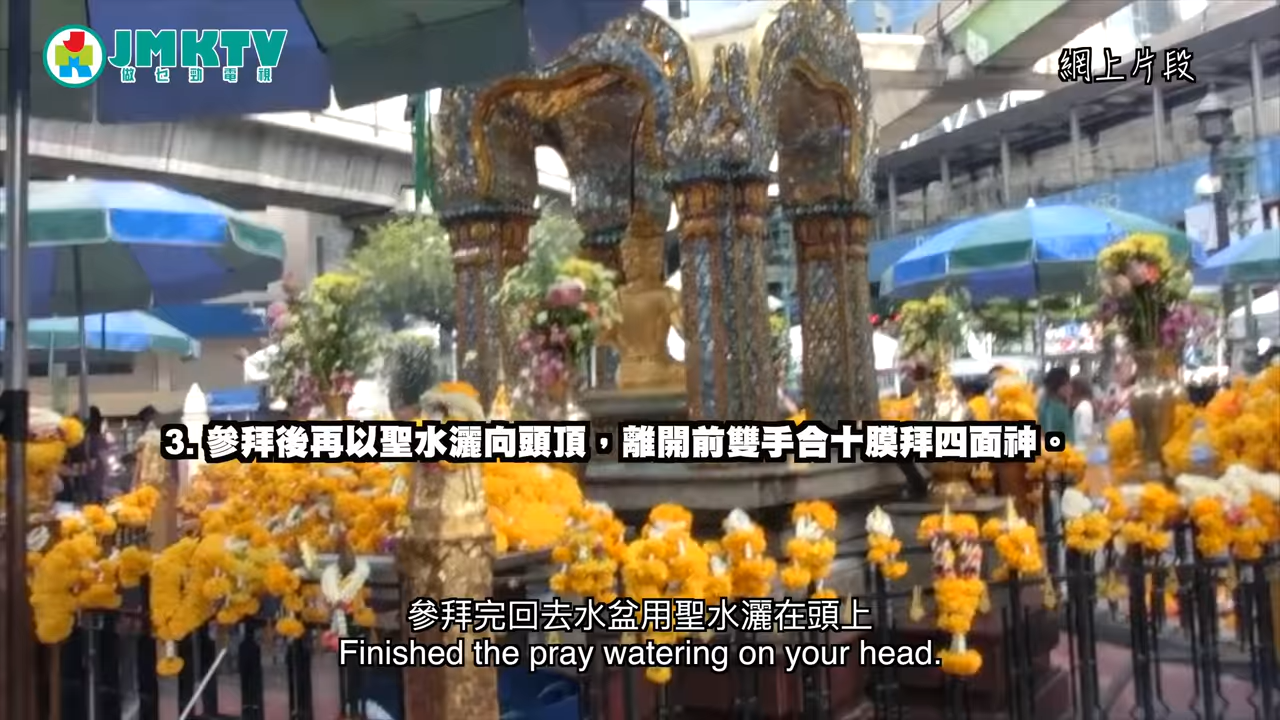 JMKTV
做乜勁電視
網上片段
3. 參拜後再以聖水灑向頭頂，離開前雙手合十膜拜四面神。
參拜完回去水盆用聖水灑在頭上
Finished the pray watering on your head.